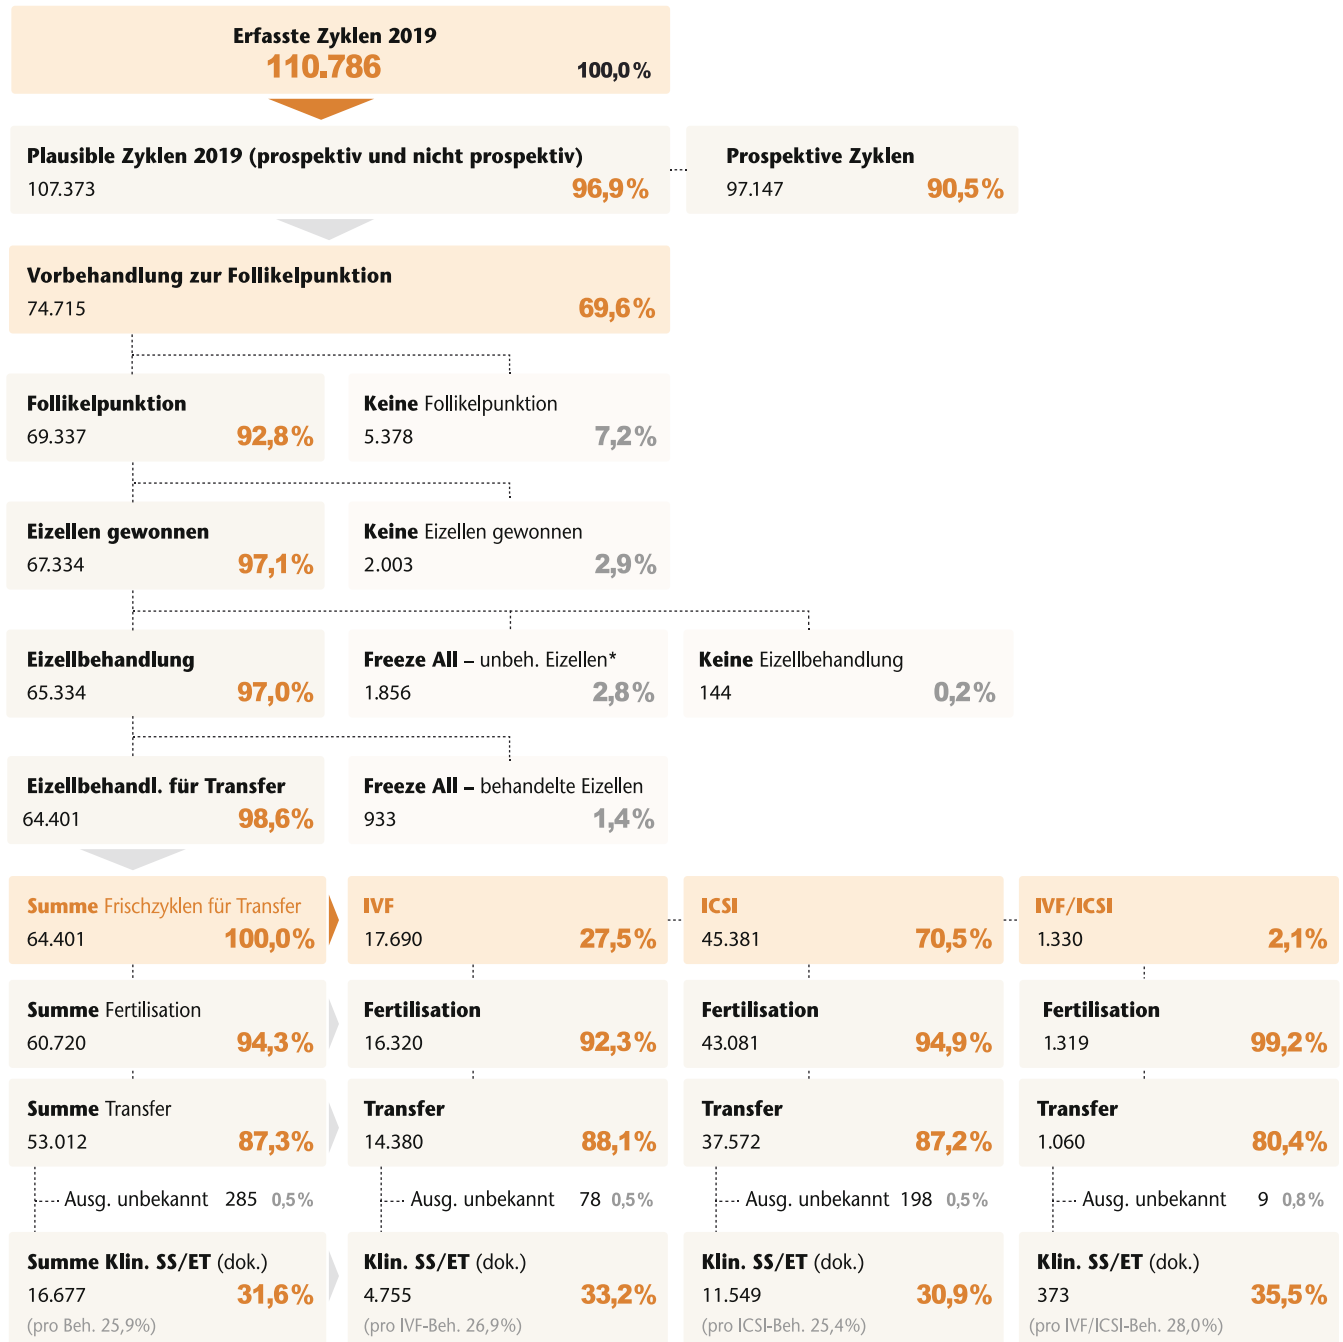 Erfasste Zyklen 2019
110.786 100,0 %
Plausible Zyklen 2019 (prospektiv und nicht prospektiv)
107.373 96,9 %
Prospektive Zyklen
97.147 90,5 %
Vorbehandlung zur Follikelpunktion
74.715 69,6 %
Follikelpunktion
69.337 92,8 %
Keine Follikelpunktion
5.378 7,2 %
Eizellen gewonnen
67.334 97,1 %
Keine Eizellen gewonnen
2.003 2,9 %
Eizellbehandlung
65.334 97,0 %
Freeze All – unbeh. Eizellen*
1.856 2,8 %
Keine Eizellbehandlung
144 0,2 %
Eizellbehandl. für Transfer
64.401 98,6 %
Freeze All – behandelte Eizellen
933 1,4 %
Summe Frischzyklen für Transfer
64.401 100,0 %
IVF
17.690 27,5 %
ICSI
45.381 70,5 %
IVF/ICSI
1.330 2,1 %
Summe Fertilisation
60.720 94,3 %
Fertilisation
16.320 92,3 %
Fertilisation
43.081 94,9 %
Fertilisation
1.319 99,2 %
Summe Transfer
53.012 87,3 %
Transfer
14.380 88,1 %
Transfer
37.572 87,2 %
Transfer
1.060 80,4 %
Ausg. unbekannt 285 0,5 %
Ausg. unbekannt 78 0,5 %
Ausg. unbekannt 198 0,5 %
Ausg. unbekannt 9 0,8 %
Summe Klin. SS/ET (dok.)
16.677 31,6 %
(pro Beh. 25,9%)
Klin. SS/ET (dok.)
4.755 33,2 %
(pro IVF-Beh. 26,9%)
Klin. SS/ET (dok.)
11.549 30,9 %
(pro ICSI-Beh. 25,4%)
Klin. SS/ET (dok.)
373 35,5 %
(pro IVF/ICSI-Beh. 28,0%)